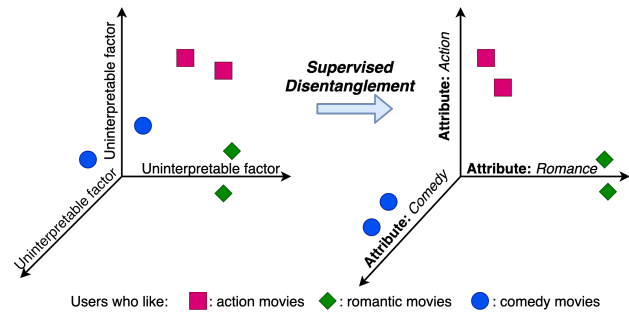 Uninterpretable factor
Uninterpretable factor
Uninterpretable factor
Supervised
Disentanglement
Attribute: Action
Attribute: Romance
Attribute: Comedy
Users who like: : action movies : romantic movies : comedy movies